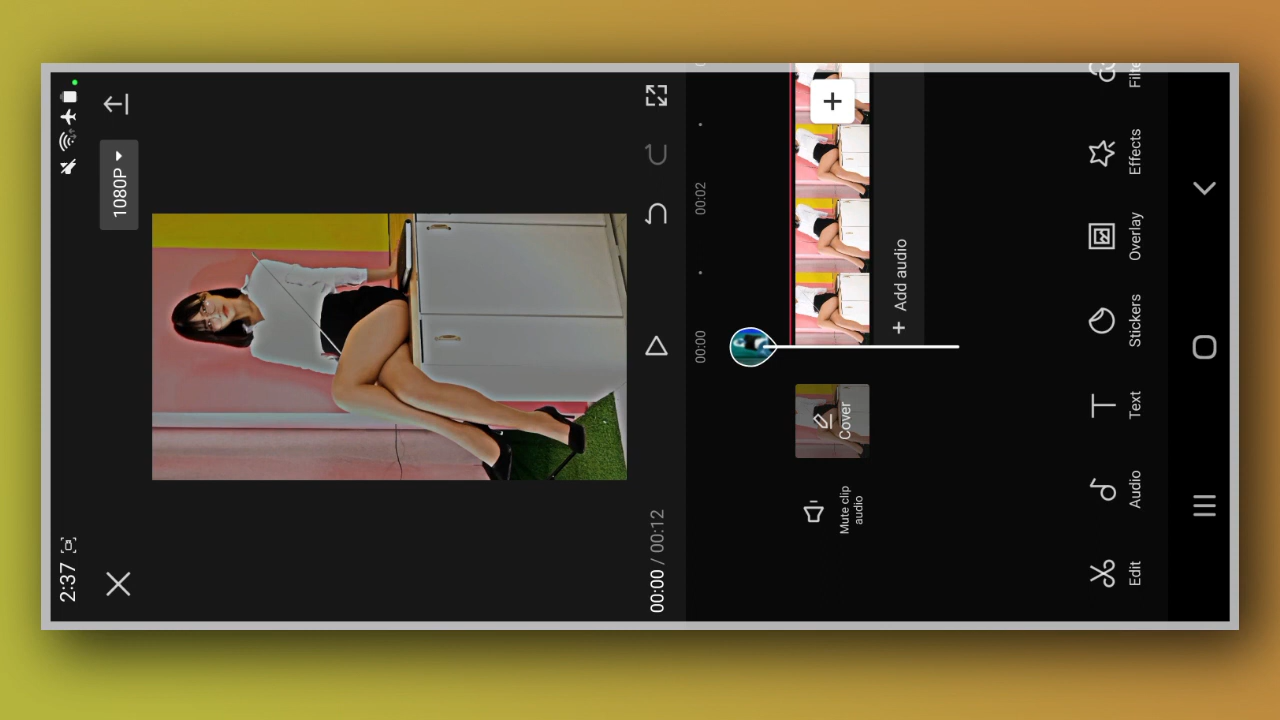 2:37
1080P
00:00 / 00:12
00:00
00:02
Mute clip
audio
Cover
+ Add audio
Edit
Audio
Text
Stickers
Overlay
Effects